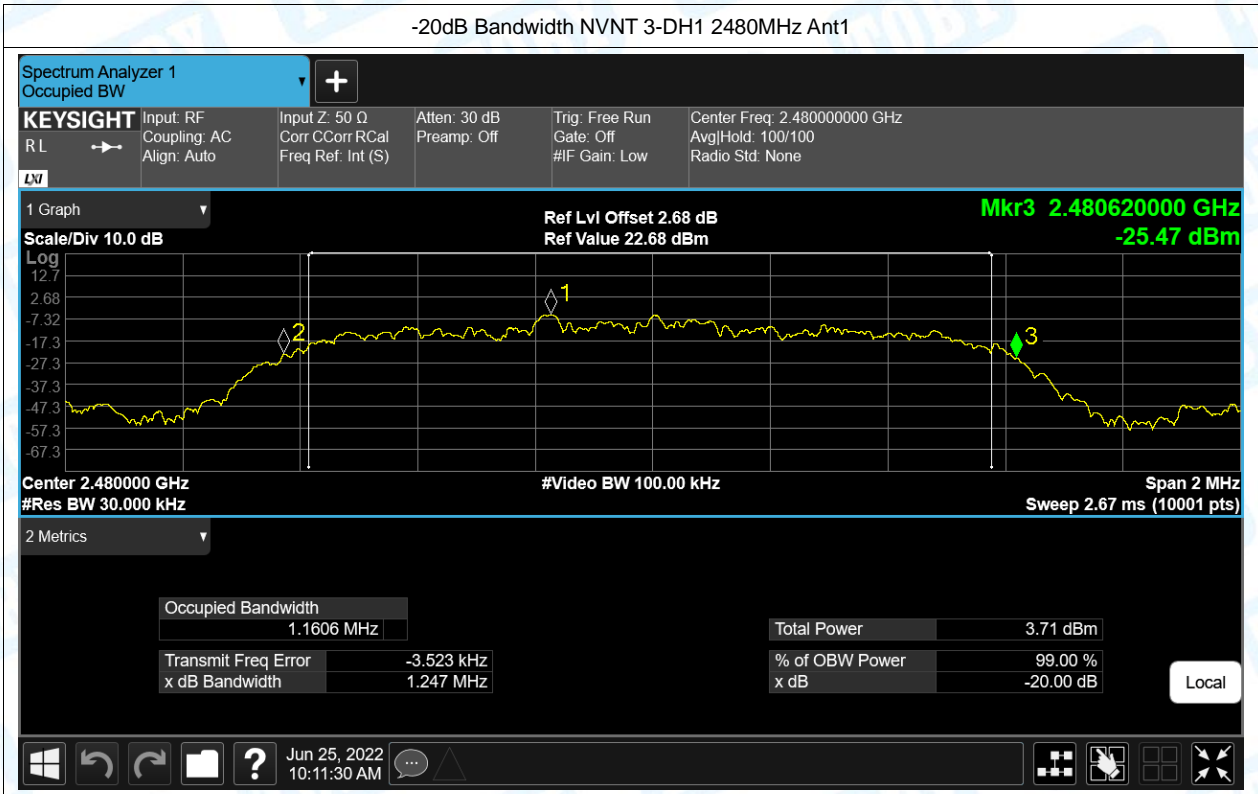 -20dB Bandwidth NVNT 3-DH1 2480MHz Ant1
Spectrum Analyzer 1
Occupied BW
KEYSIGHT
R L
LXI
Input: RF
Coupling: AC
Align: Auto
Input Z: 50 Ω
Corr CCorr RCal
Freq Ref: Int (S)
Atten: 30 dB
Preamp: Off
Trig: Free Run
Gate: Off
#IF Gain: Low
Center Freq: 2.480000000 GHz
Avg|Hold: 100/100
Radio Std: None
1 Graph
Scale/Div 10.0 dB
Ref Lvl Offset 2.68 dB
Ref Value 22.68 dBm
Mkr3 2.480620000 GHz
-25.47 dBm
Log
12.7
2.68
-7.32
-17.3
-27.3
-37.3
-47.3
-57.3
-67.3
1
2
3
Center 2.480000 GHz
#Video BW 100.00 kHz
Span 2 MHz
#Res BW 30.000 kHz
Sweep 2.67 ms (10001 pts)
2 Metrics
Occupied Bandwidth
1.1606 MHz
Transmit Freq Error -3.523 kHz
x dB Bandwidth 1.247 MHz
Total Power 3.71 dBm
% of OBW Power 99.00 %
x dB -20.00 dB
Local
?
Jun 25, 2022
10:11:30 AM